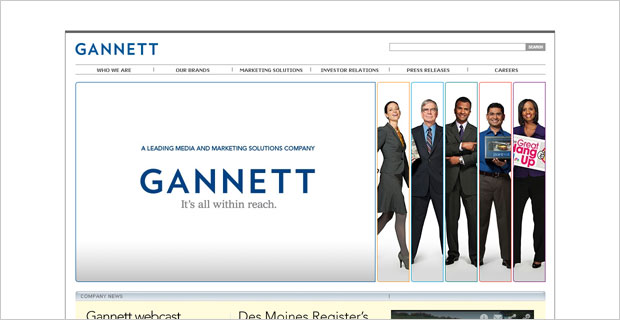 GANNETT
SEARCH
WHO WE ARE
OUR BRANDS
MARKETING SOLUTIONS
INVESTOR RELATIONS
PRESS RELEASES
CAREERS
A LEADING MEDIA AND MARKETING SOLUTIONS COMPANY
GANNETT
It's all within reach.
Great
Hang
Up
COMPANY NEWS
Gannett webcast
Des Moines Register's